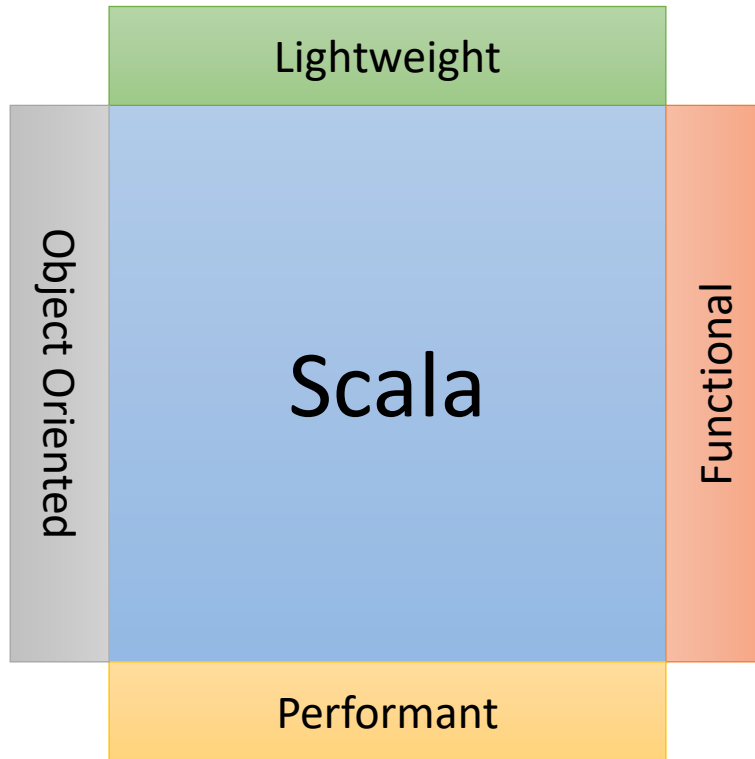 Lightweight
Object Oriented
Scala
Functional
Performant